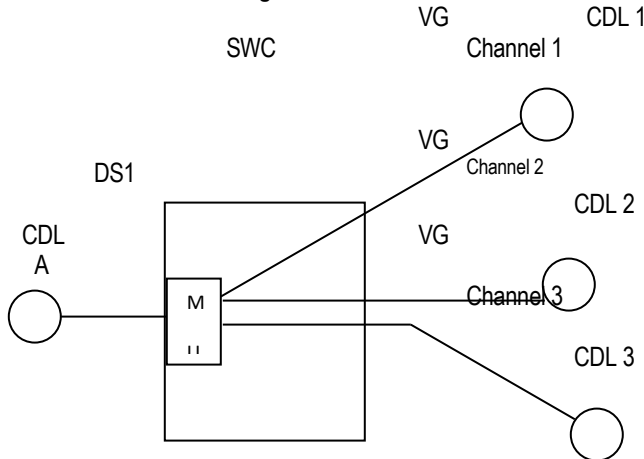 VG
CDL 1
SWC
Channel 1
VG
Channel 2
DS1
CDL 2
CDL
A
VG
M
Channel 3
CDL 3